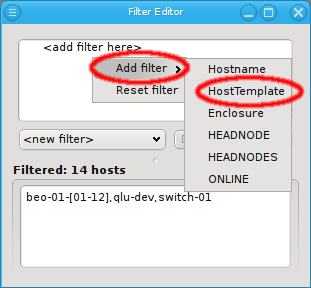 Filter Editor
<add filter here>
Add filter
Reset filter
Hostname
HostTemplate
Enclosure
HEADNODE
HEADNODES
ONLINE
<new filter>
Filtered: 14 hosts
beo-01-[01-12],qlu-dev,switch-01